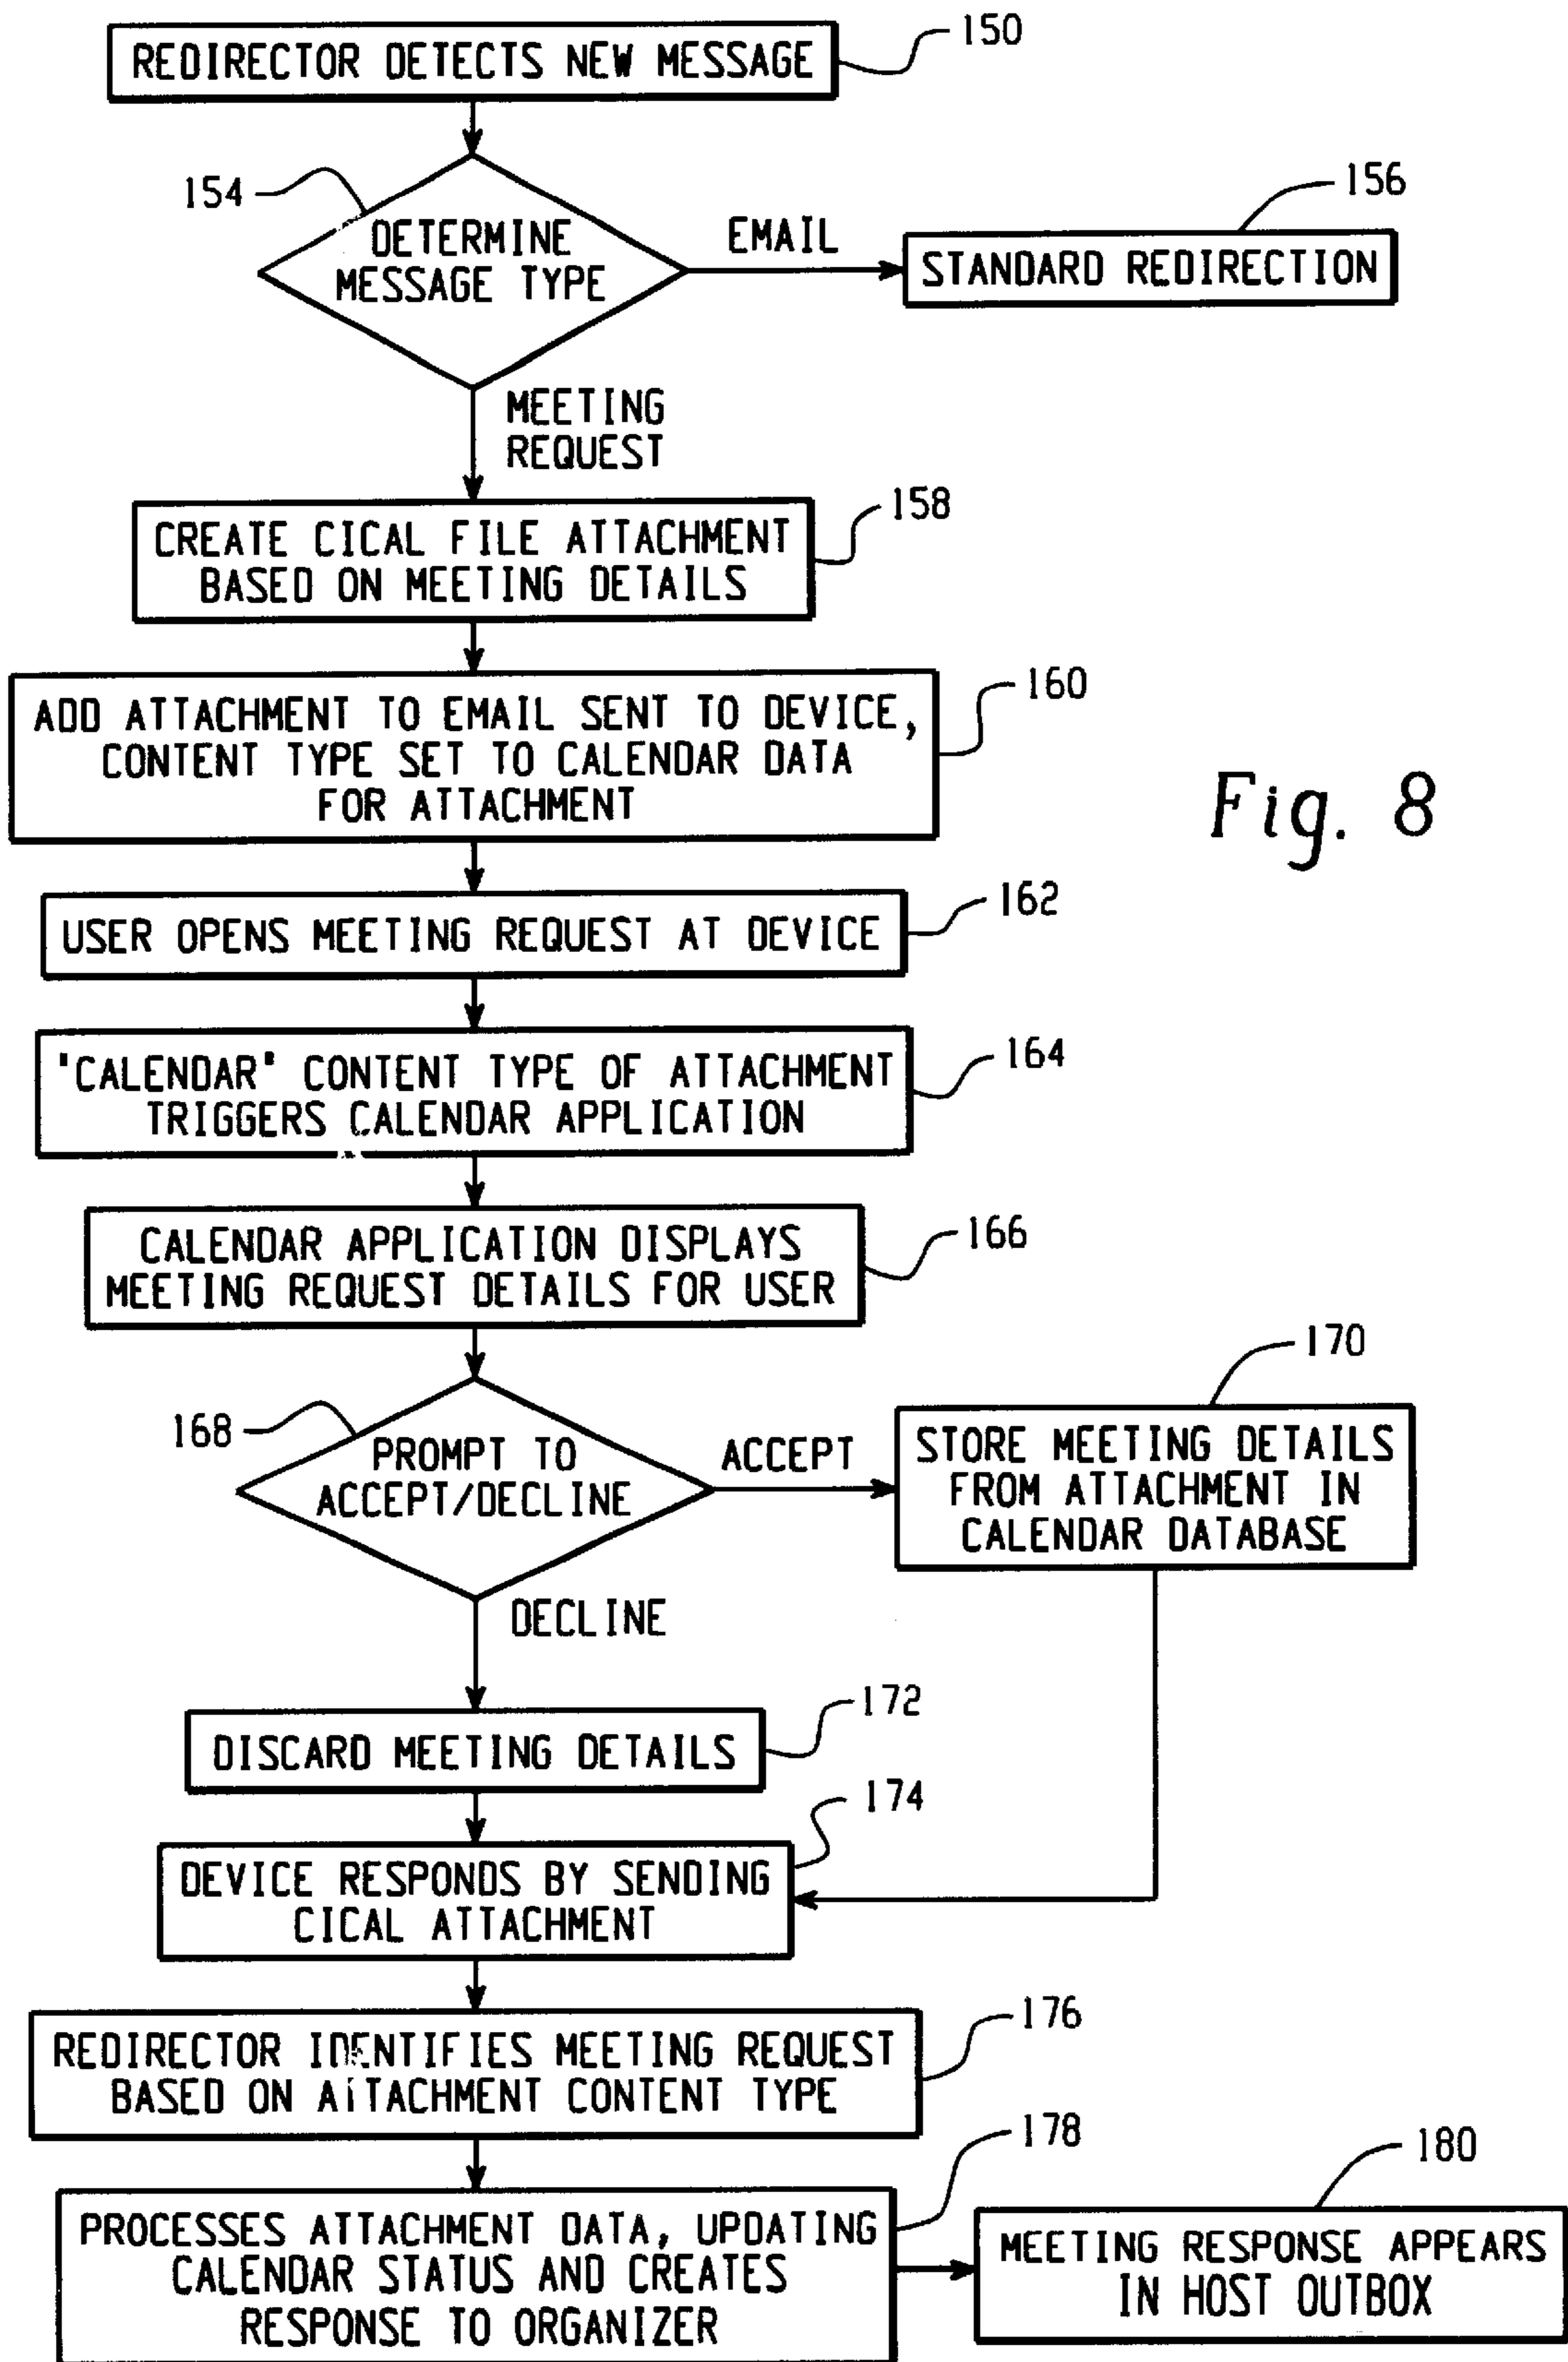 REDIRECTOR DETECTS NEW MESSAGE
150
154
DETERMINE
MESSAGE TYPE
EMAIL
156
STANDARD REDIRECTION
MEETING
REQUEST
158
CREATE CICAL FILE ATTACHMENT
BASED ON MEETING DETAILS
160
ADD ATTACHMENT TO EMAIL SENT TO DEVICE,
CONTENT TYPE SET TO CALENDAR DATA
FOR ATTACHMENT
Fig. 8
162
USER OPENS MEETING REQUEST AT DEVICE
164
"CALENDAR" CONTENT TYPE OF ATTACHMENT
TRIGGERS CALENDAR APPLICATION
166
CALENDAR APPLICATION DISPLAYS
MEETING REQUEST DETAILS FOR USER
168
PROMPT TO
ACCEPT/DECLINE
ACCEPT
170
STORE MEETING DETAILS
FROM ATTACHMENT IN
CALENDAR DATABASE
DECLINE
172
DISCARD MEETING DETAILS
174
DEVICE RESPONDS BY SENDING
CICAL ATTACHMENT
176
REDIRECTOR IDENTIFIES MEETING REQUEST
BASED ON ATTACHMENT CONTENT TYPE
178
PROCESSES ATTACHMENT DATA, UPDATING
CALENDAR STATUS AND CREATES
RESPONSE TO ORGANIZER
180
MEETING RESPONSE APPEARS
IN HOST OUTBOX